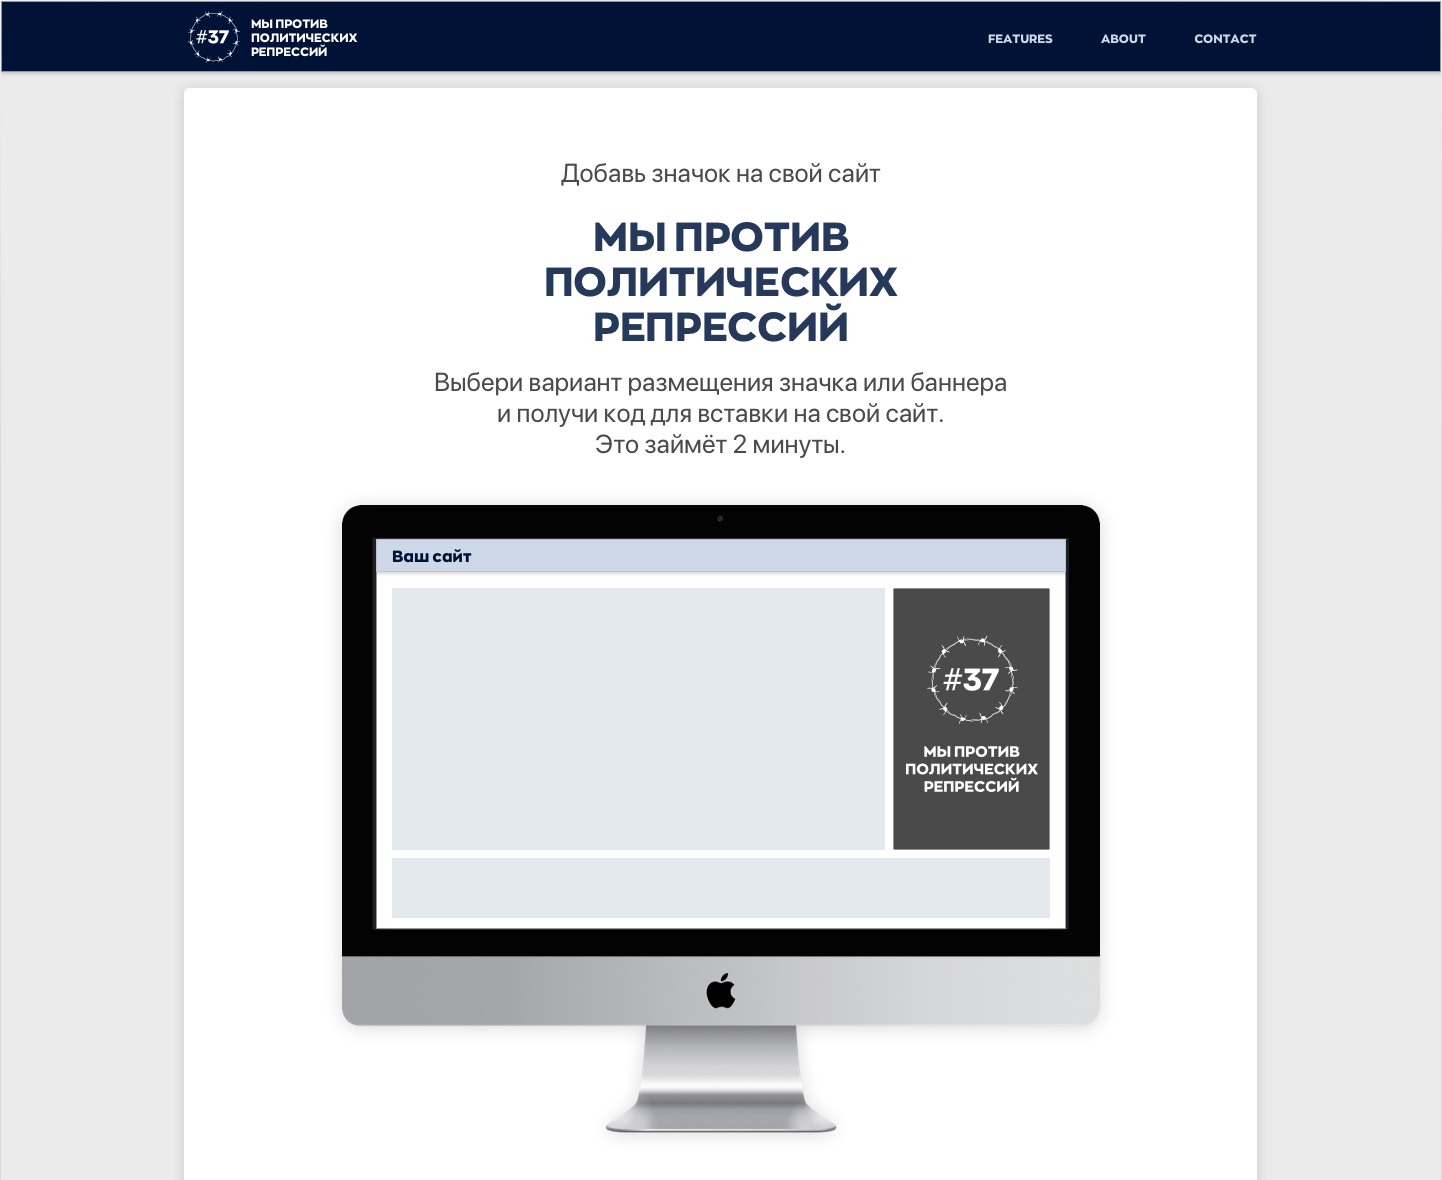 #37
МЫ ПРОТИВ
ПОЛИТИЧЕСКИХ
РЕПРЕССИЙ
FEATURES ABOUT CONTACT
Добавь значок на свой сайт
МЫ ПРОТИВ
ПОЛИТИЧЕСКИХ
РЕПРЕССИЙ
Выбери вариант размещения значка или баннера
и получи код для вставки на свой сайт.
Это займёт 2 минуты.
Ваш сайт
#37
МЫ ПРОТИВ
ПОЛИТИЧЕСКИХ
РЕПРЕССИЙ